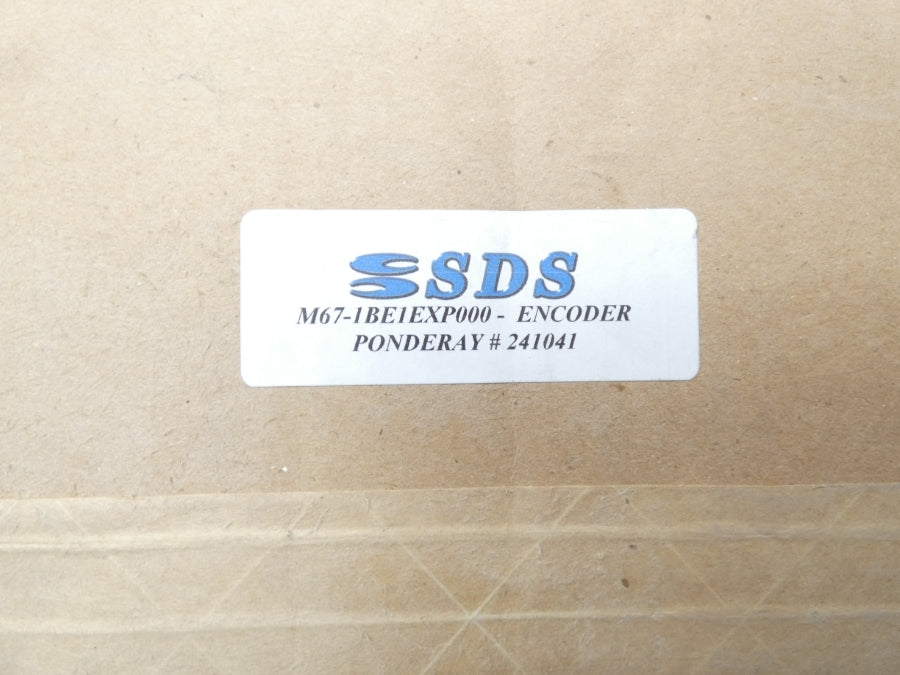 SDS
M67-1BE1EXP000 - ENCODER
PONDERAY # 241041